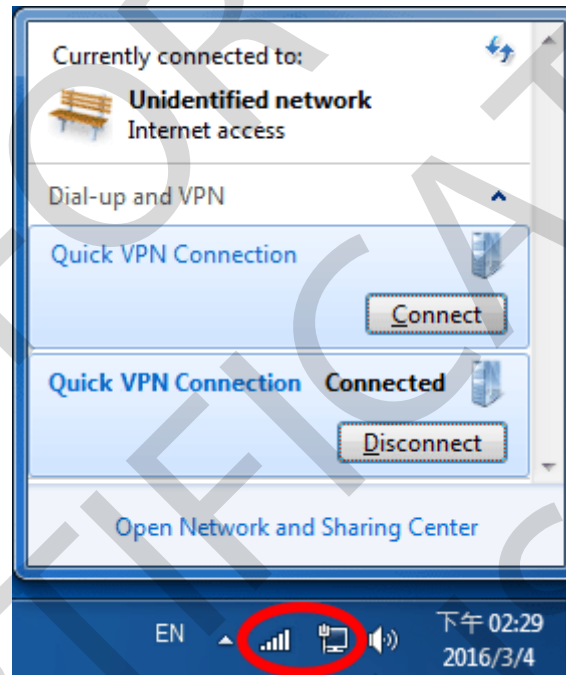 Currently connected to:
Unidentified network
Internet access
Dial-up and VPN
Quick VPN Connection
Connect
Quick VPN Connection Connected
Disconnect
Open Network and Sharing Center
EN
下午 02:29
2016/3/4